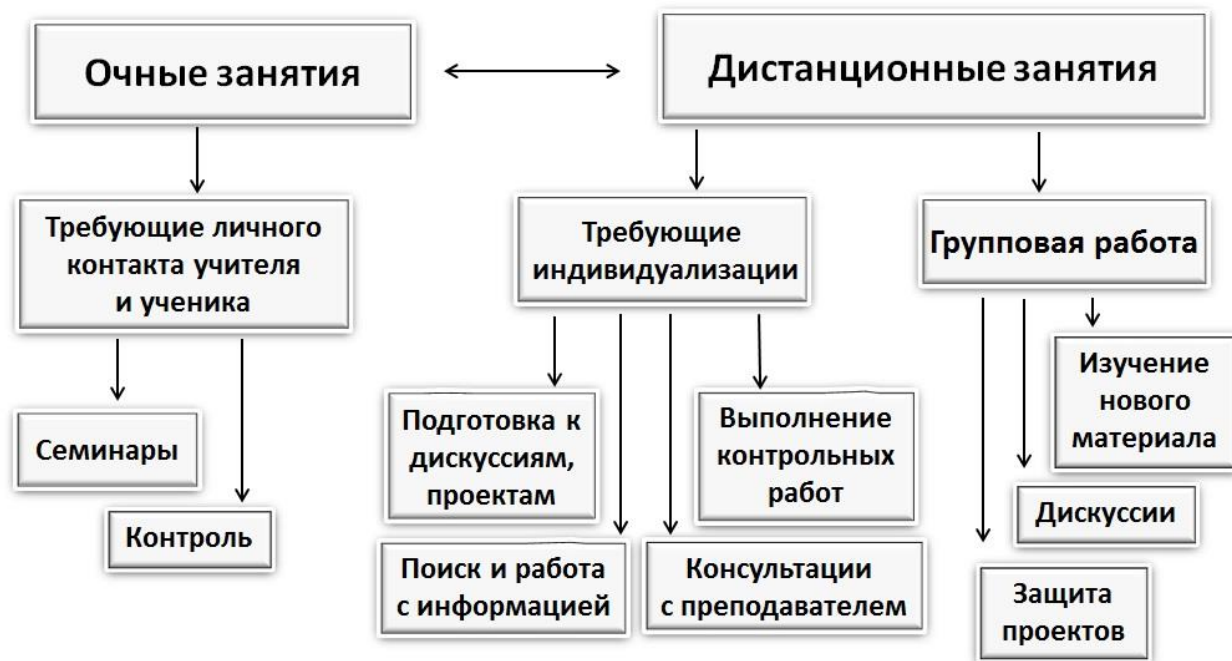 Очные занятия
Дистанционные занятия
Требующие личного
контакта учителя
и ученика
Требующие
индивидуализации
Групповая работа
Семинары
Контроль
Подготовка к
дискуссиям,
проектам
Выполнение
контрольных
работ
Поиск и работа
с информацией
Консультации
с преподавателем
Изучение
нового
материала
Дискуссии
Защита
проектов